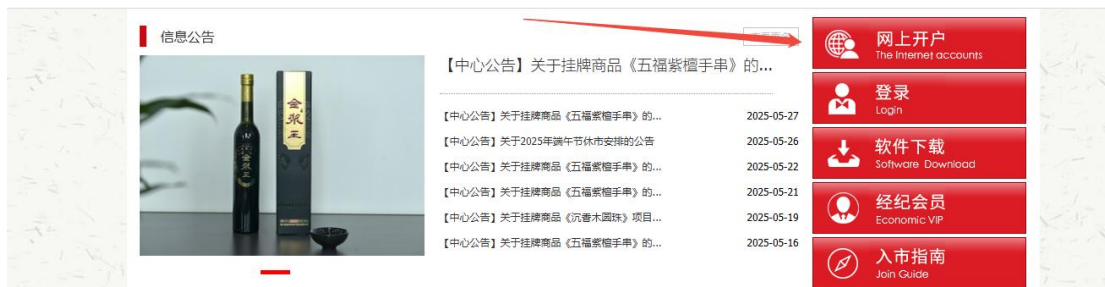 信息公告
【中心公告】关于挂牌商品《五福紫檀手串》的...
【中心公告】关于挂牌商品《五福紫檀手串》的... 2025-05-27
【中心公告】关于2025年端午节休市安排的公告 2025-05-26
【中心公告】关于挂牌商品《五福紫檀手串》的... 2025-05-22
【中心公告】关于挂牌商品《五福紫檀手串》的... 2025-05-21
【中心公告】关于挂牌商品《沉香木圆珠》项目... 2025-05-19
【中心公告】关于挂牌商品《五福紫檀手串》的... 2025-05-16
金浆王
网上开户
The Internet accounts
登录
Login
软件下载
Software Download
经纪会员
Economic VIP
入市指南
Join Guide